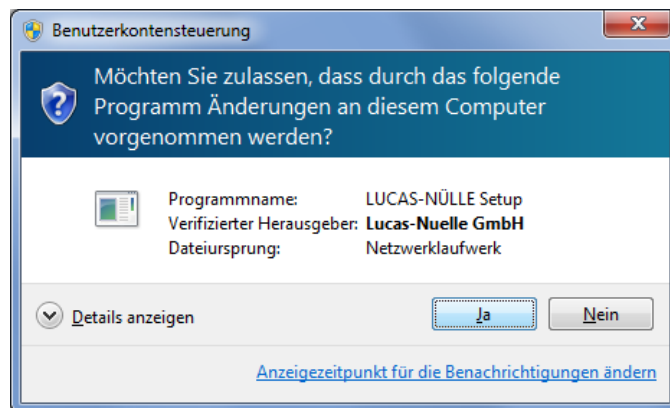 Benutzerkontensteuerung
Möchten Sie zulassen, dass durch das folgende
Programm Änderungen an diesem Computer
vorgenommen werden?
Programmname: LUCAS-NÜLLE Setup
Verifizierter Herausgeber: Lucas-Nuelle GmbH
Dateiursprung: Netzwerklaufwerk
Details anzeigen Ja Nein
Anzeigezeitpunkt für die Benachrichtigungen ändern